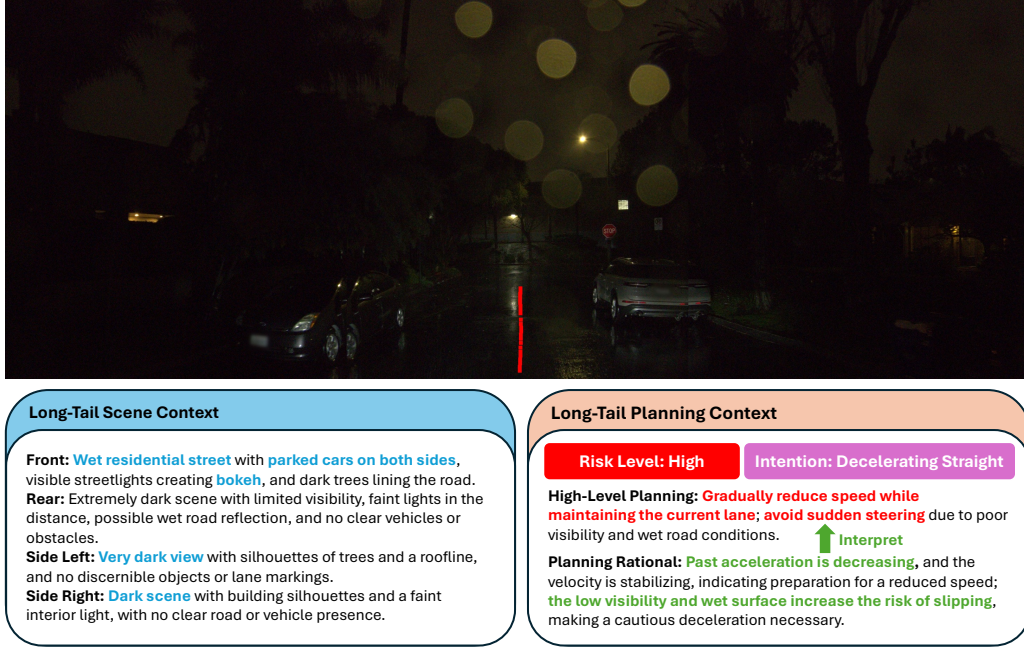 STOP
Long-Tail Scene Context
Front: Wet residential street with parked cars on both sides,
visible streetlights creating bokeh, and dark trees lining the road.
Rear: Extremely dark scene with limited visibility, faint lights in the
distance, possible wet road reflection, and no clear vehicles or
obstacles.
Side Left: Very dark view with silhouettes of trees and a roofline,
and no discernible objects or lane markings.
Side Right: Dark scene with building silhouettes and a faint
interior light, with no clear road or vehicle presence.
Long-Tail Planning Context
Risk Level: High
Intention: Decelerating Straight
High-Level Planning: Gradually reduce speed while
maintaining the current lane; avoid sudden steering due to poor
visibility and wet road conditions.
Interpret
Planning Rational: Past acceleration is decreasing, and the
velocity is stabilizing, indicating preparation for a reduced speed;
the low visibility and wet surface increase the risk of slipping,
making a cautious deceleration necessary.